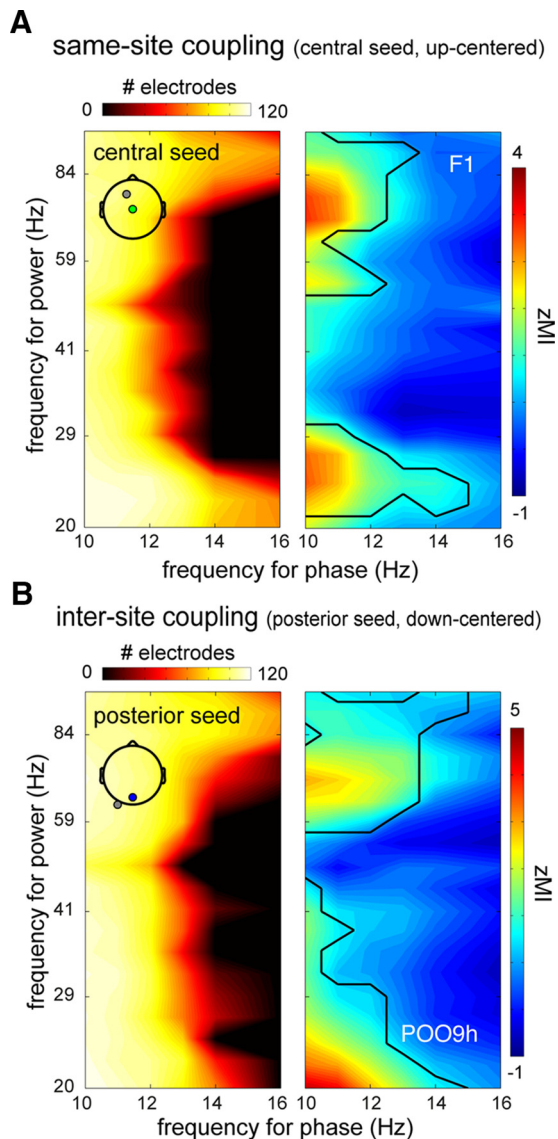 A
same-site coupling (central seed, up-centered)
# electrodes
0 120
central seed
F1
84
59
41
29
20
frequency for power (Hz)
10 12 14 16
10 12 14 16
frequency for phase (Hz)
4
zMI
-1
B
inter-site coupling (posterior seed, down-centered)
# electrodes
0 120
posterior seed
POO9h
84
59
41
29
20
frequency for power (Hz)
10 12 14 16
10 12 14 16
frequency for phase (Hz)
5
zMI
-1